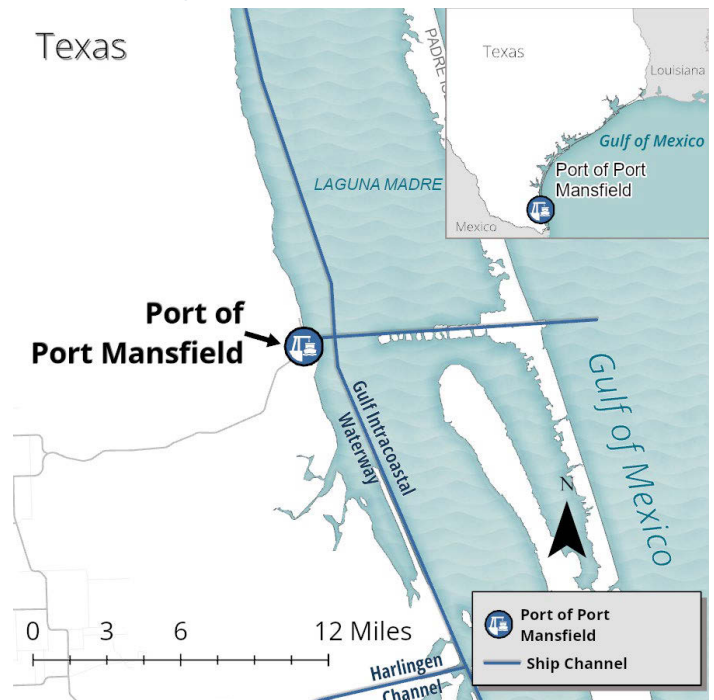 Texas
PADRE
LAGUNA MADRE
Texas
Louisiana
Gulf of Mexico
Port of Port
Mansfield
Mexico
Port of
Port Mansfield
Gulf Intracoastal
Waterway
Gulf of Mexico
N
0 3 6 12 Miles
Harlingen
Channel
Port of Port
Mansfield
Ship Channel